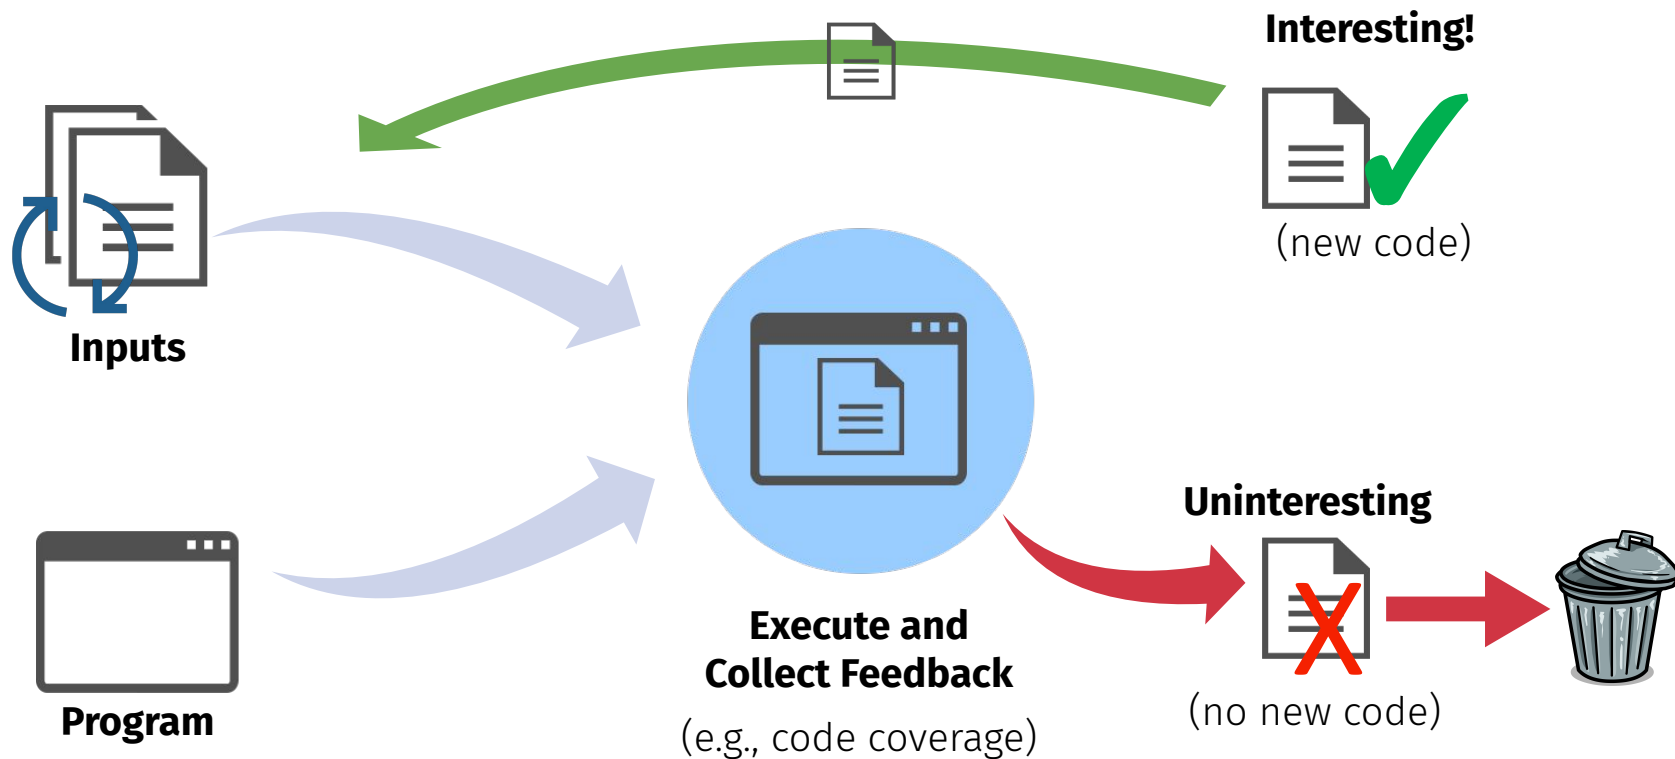 Interesting!
(new code)
Inputs
Program
Execute and
Collect Feedback
(e.g., code coverage)
Uninteresting
(no new code)